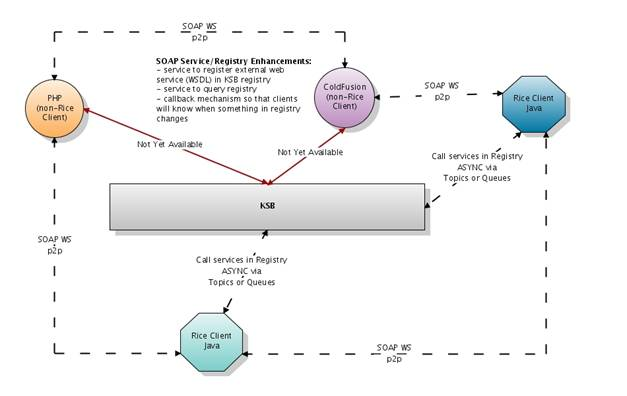 SOAP WS
p2p
SOAP Service/Registry Enhancements:
- service to register external web
service (WSDL) in KSB registry
- service to query registry
- callback mechanism so that clients
will know when something in registry
changes
PHP
(non-Rice
Client)
ColdFusion
(non-Rice
Client)
SOAP WS
p2p
Rice Client
Java
Not Yet Available
Not Yet Available
Call services in Registry
ASYNC via
Topics or Queues
KSB
SOAP WS
p2p
Call services in Registry
ASYNC via
Topics or Queues
Rice Client
Java
SOAP WS
p2p